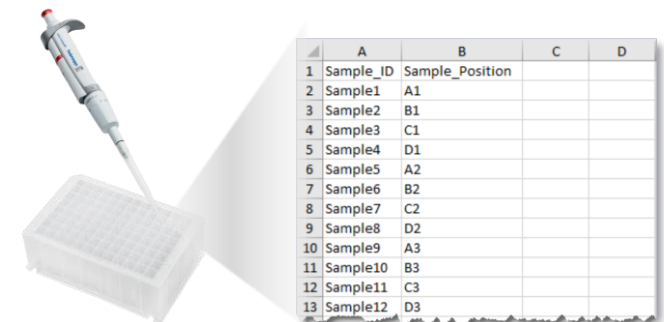 A B C D
1 Sample_ID Sample_Position
2 Sample1 A1
3 Sample2 B1
4 Sample3 C1
5 Sample4 D1
6 Sample5 A2
7 Sample6 B2
8 Sample7 C2
9 Sample8 D2
10 Sample9 A3
11 Sample10 B3
12 Sample11 C3
13 Sample12 D3